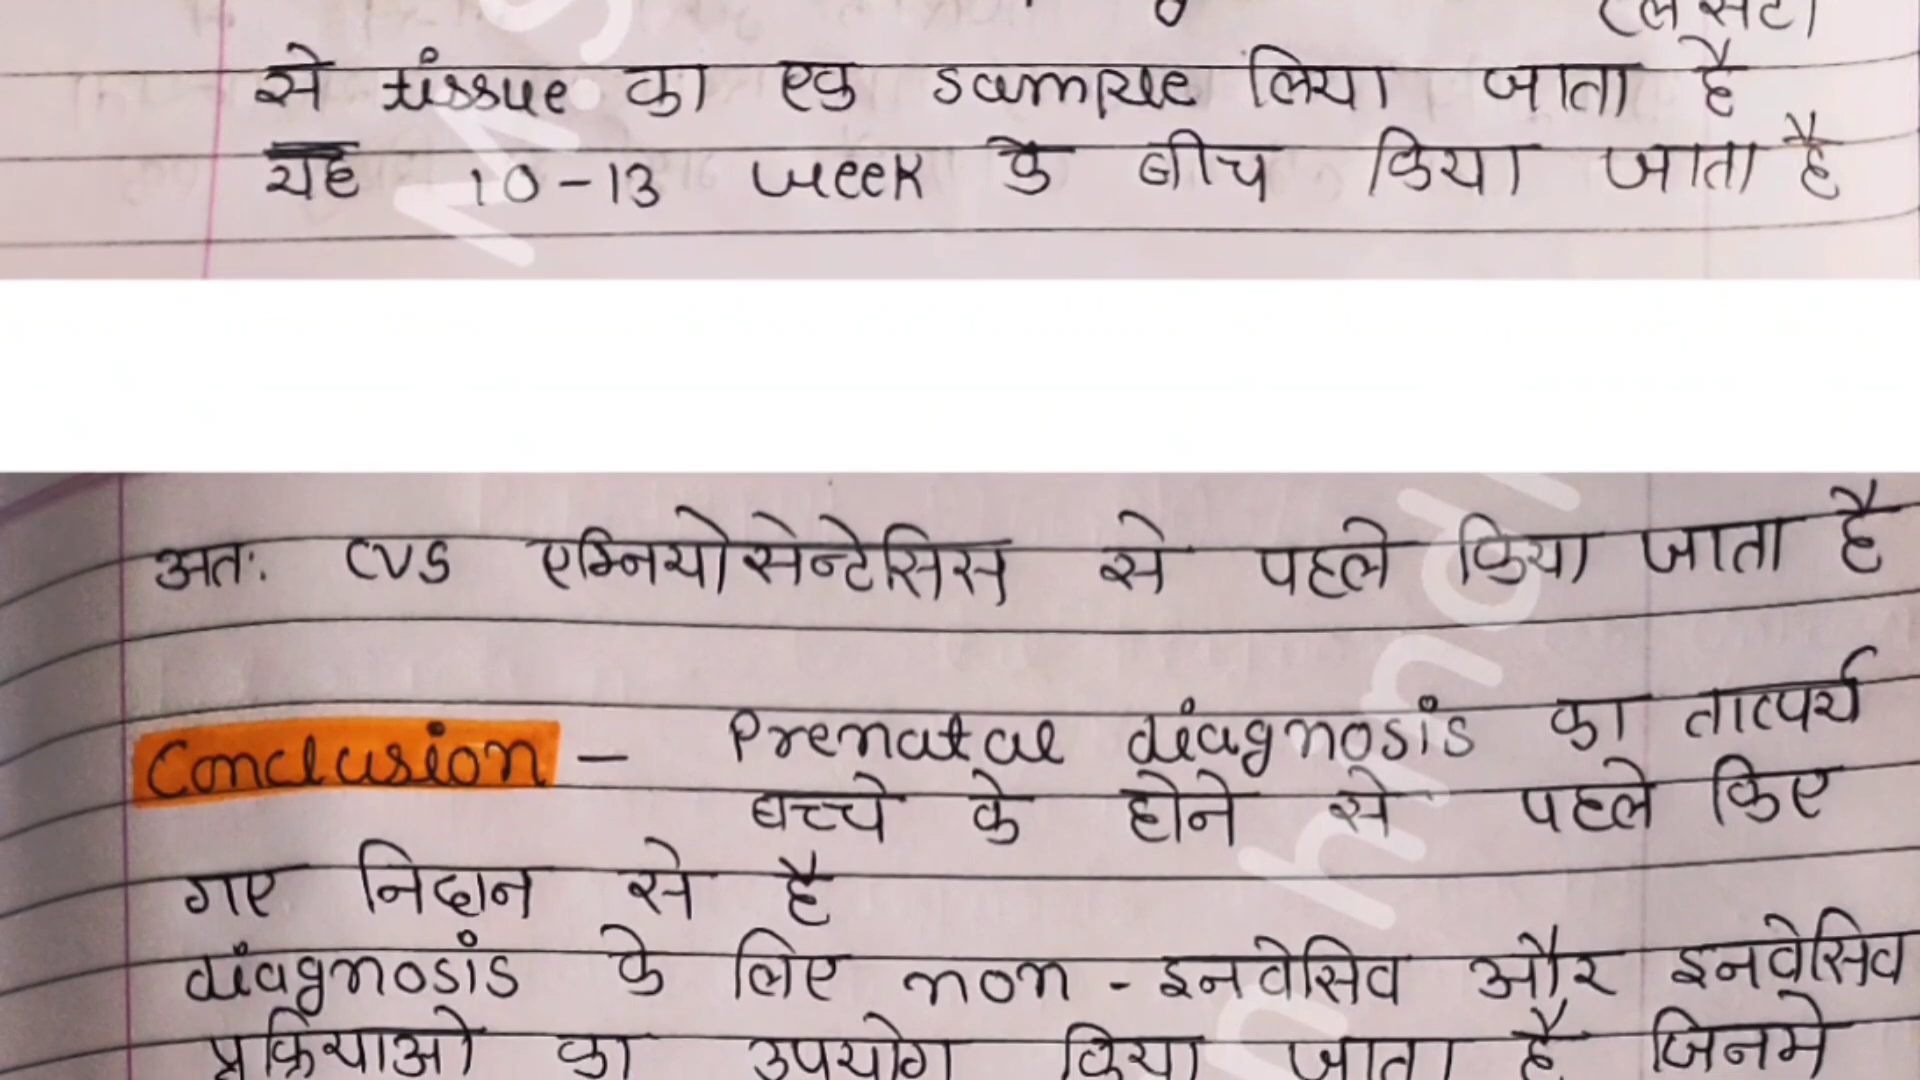 प्लेसेंटा
से tissue का एक sample लिया जाता है
यह 10-13 week के बीच किया जाता है
अतः CVS एम्नियोसेन्टेसिस से पहले किया जाता है
Conclusion - Prenatal diagnosis का तात्पर्य
बच्चे के होने से पहले किए
गए निदान से है
diagnosis के लिए non - इनवेसिव और इनवेसिव
प्रक्रियाओ का उपयोग किया जाता है जिनमे